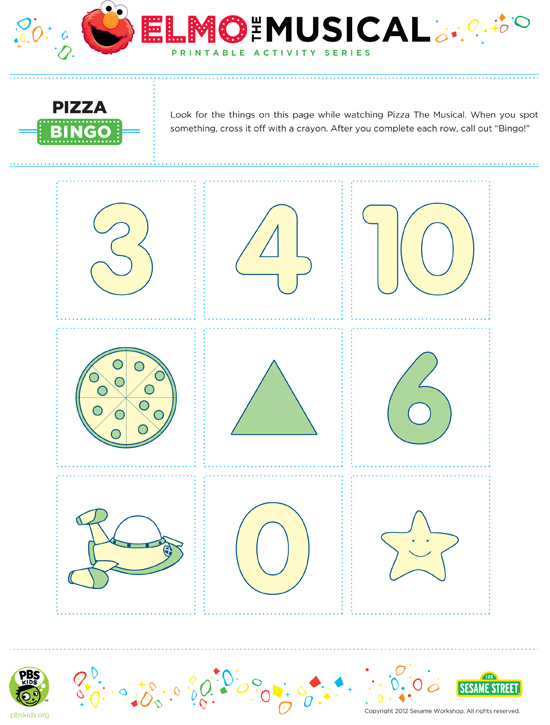 ELMO THE MUSICAL
PRINTABLE ACTIVITY SERIES
PIZZA
BINGO
Look for the things on this page while watching Pizza The Musical. When you spot
something, cross it off with a crayon. After you complete each row, call out “Bingo!”
3 4 10
6
0
PBS
KIDS
pbskids.org
123
SESAME STREET
Copyright 2012 Sesame Workshop. All rights reserved.